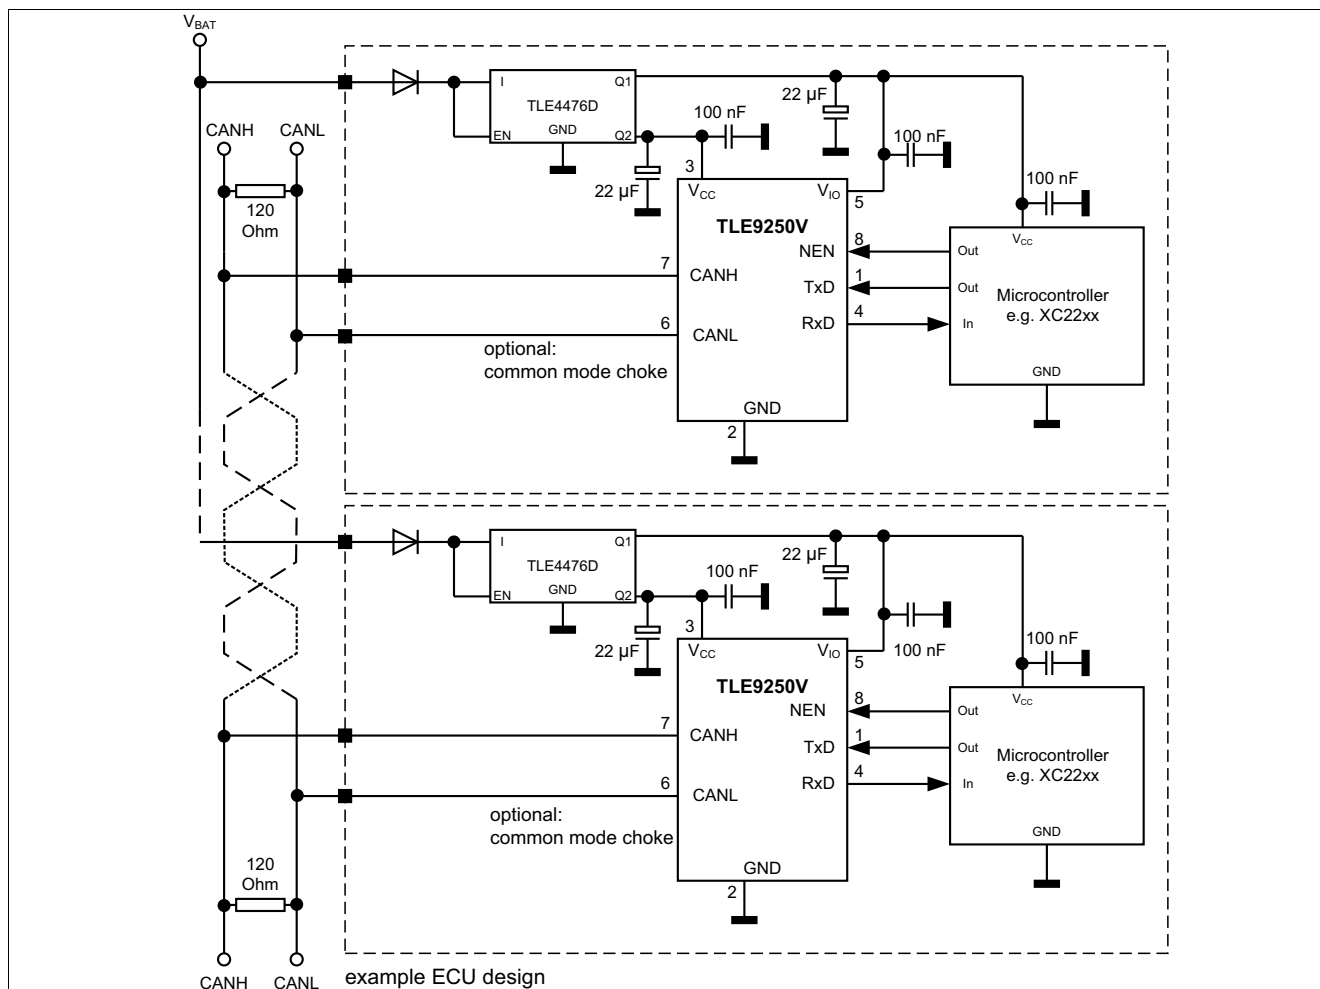 VBAT
CANH
CANL
120
Ohm
I
Q1
TLE4476D
GND
EN
Q2
22 µF
100 nF
22 µF
100 nF
100 nF
3
VCC
VIO
5
TLE9250V
NEN
8
TxD
1
RxD
4
7
CANH
6
CANL
optional:
common mode choke
GND
2
VCC
Out
Out
In
Microcontroller
e.g. XC22xx
GND
I
Q1
TLE4476D
GND
EN
Q2
22 µF
100 nF
22 µF
100 nF
100 nF
3
VCC
VIO
5
TLE9250V
NEN
8
TxD
1
RxD
4
7
CANH
6
CANL
optional:
common mode choke
GND
2
VCC
Out
Out
In
Microcontroller
e.g. XC22xx
GND
120
Ohm
CANH
CANL
example ECU design